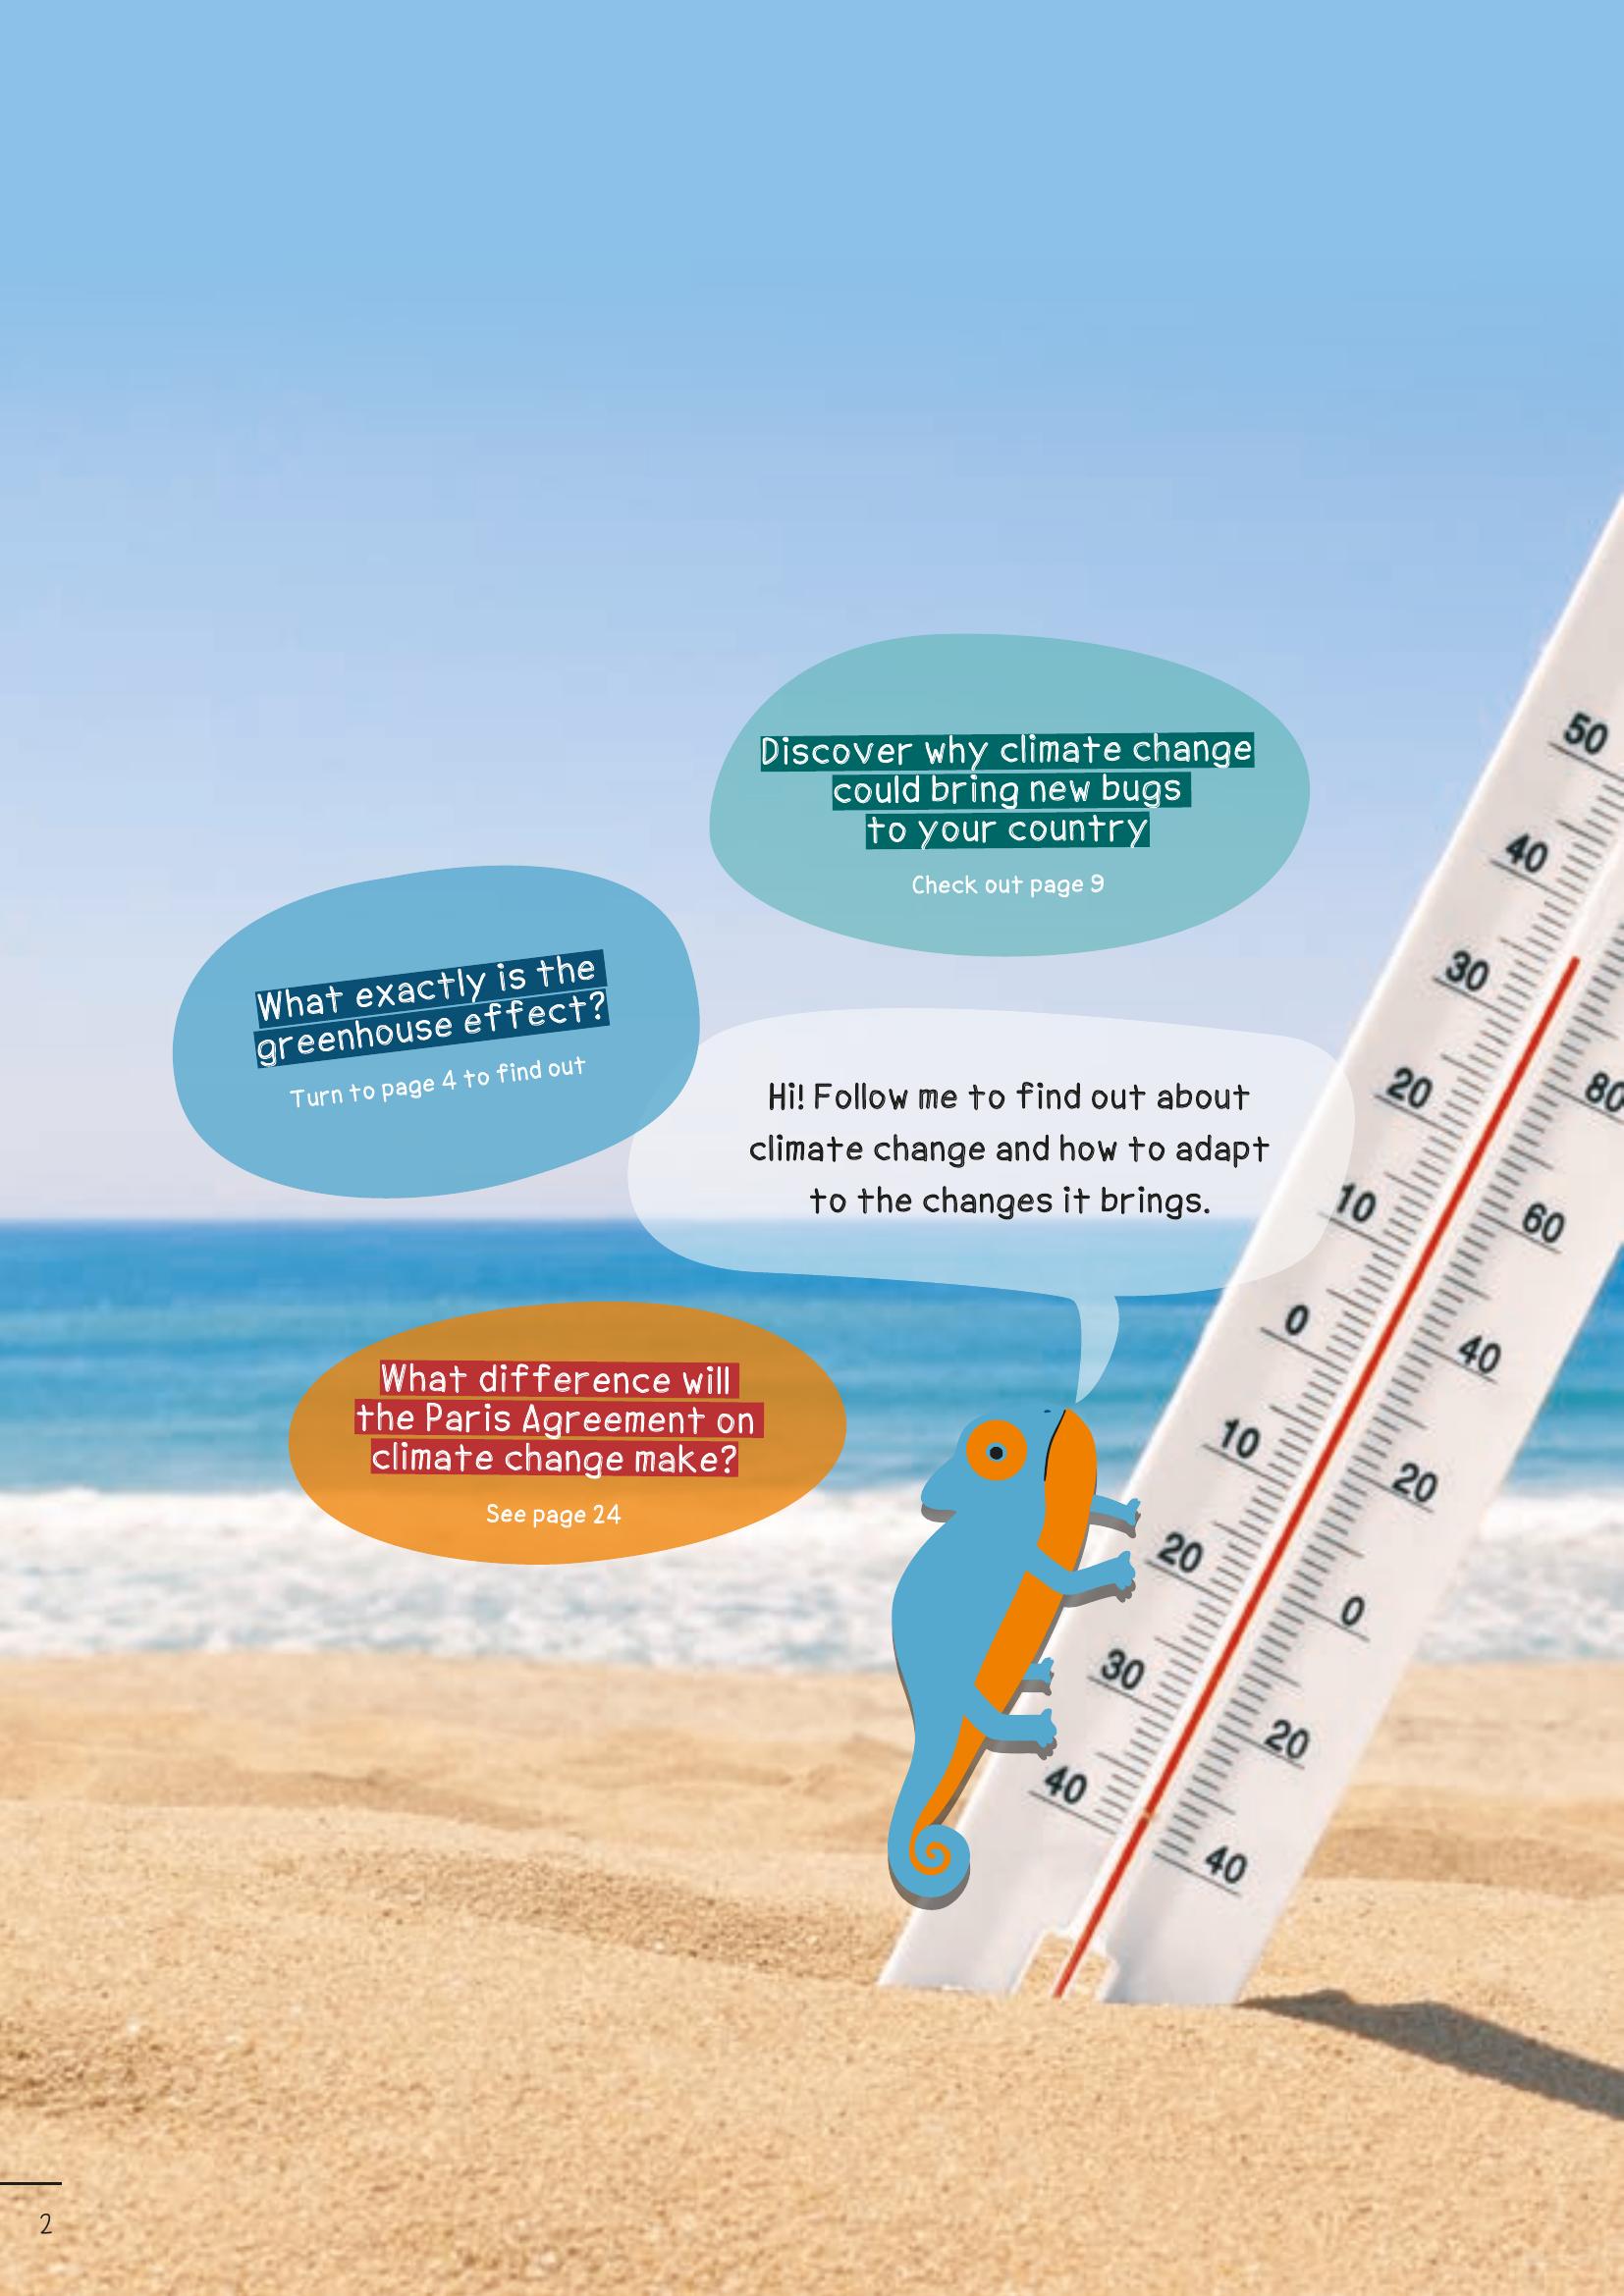 Discover why climate change
could bring new bugs
to your country
Check out page 9
What exactly is the
greenhouse effect?
Turn to page 4 to find out
Hi! Follow me to find out about
climate change and how to adapt
to the changes it brings.
What difference will
the Paris Agreement on
climate change make?
See page 24
50
40
30
20
10
0
10
20
30
40
80
60
40
20
0
20
40
2